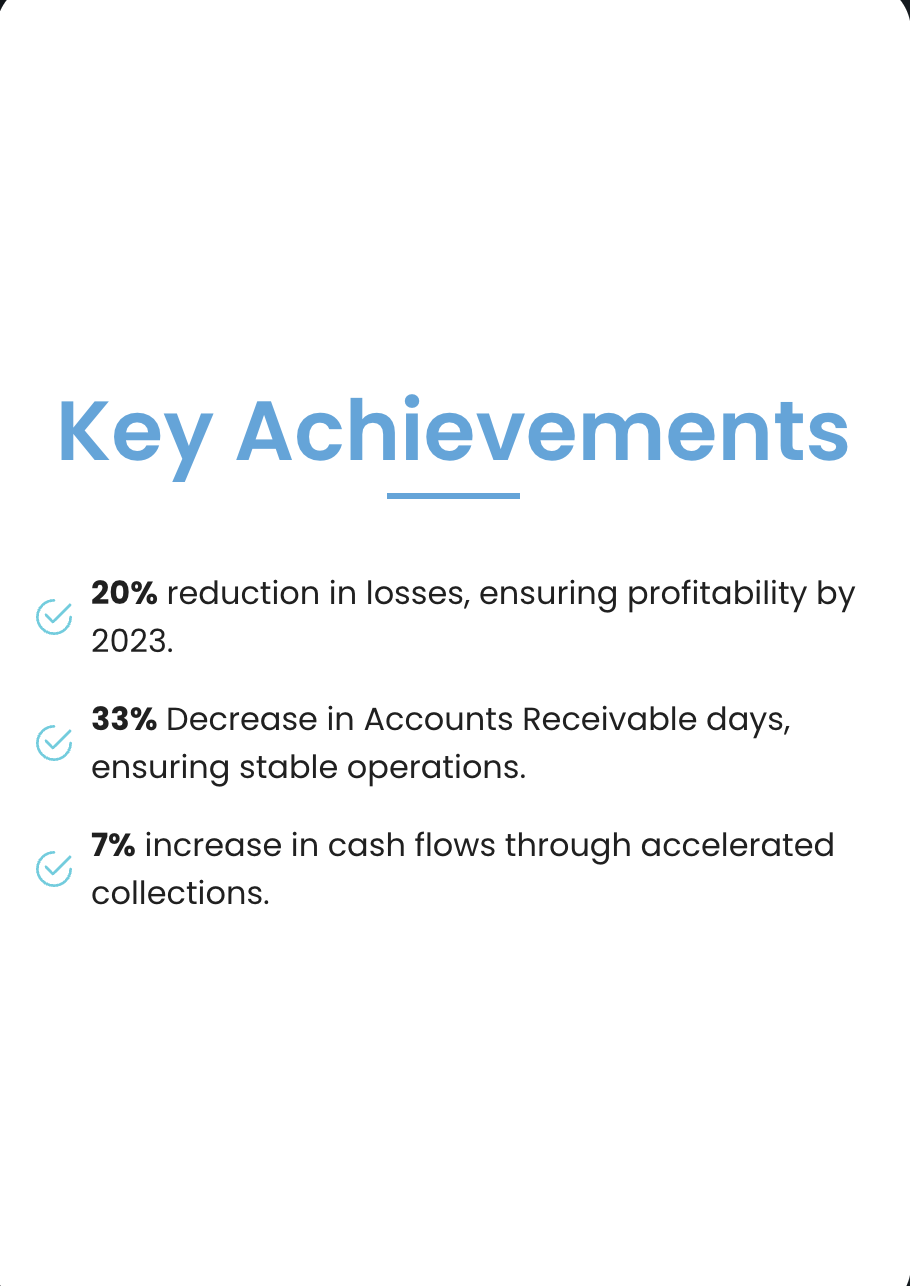 Key Achievements
20% reduction in losses, ensuring profitability by
2023.
33% Decrease in Accounts Receivable days,
ensuring stable operations.
7% increase in cash flows through accelerated
collections.